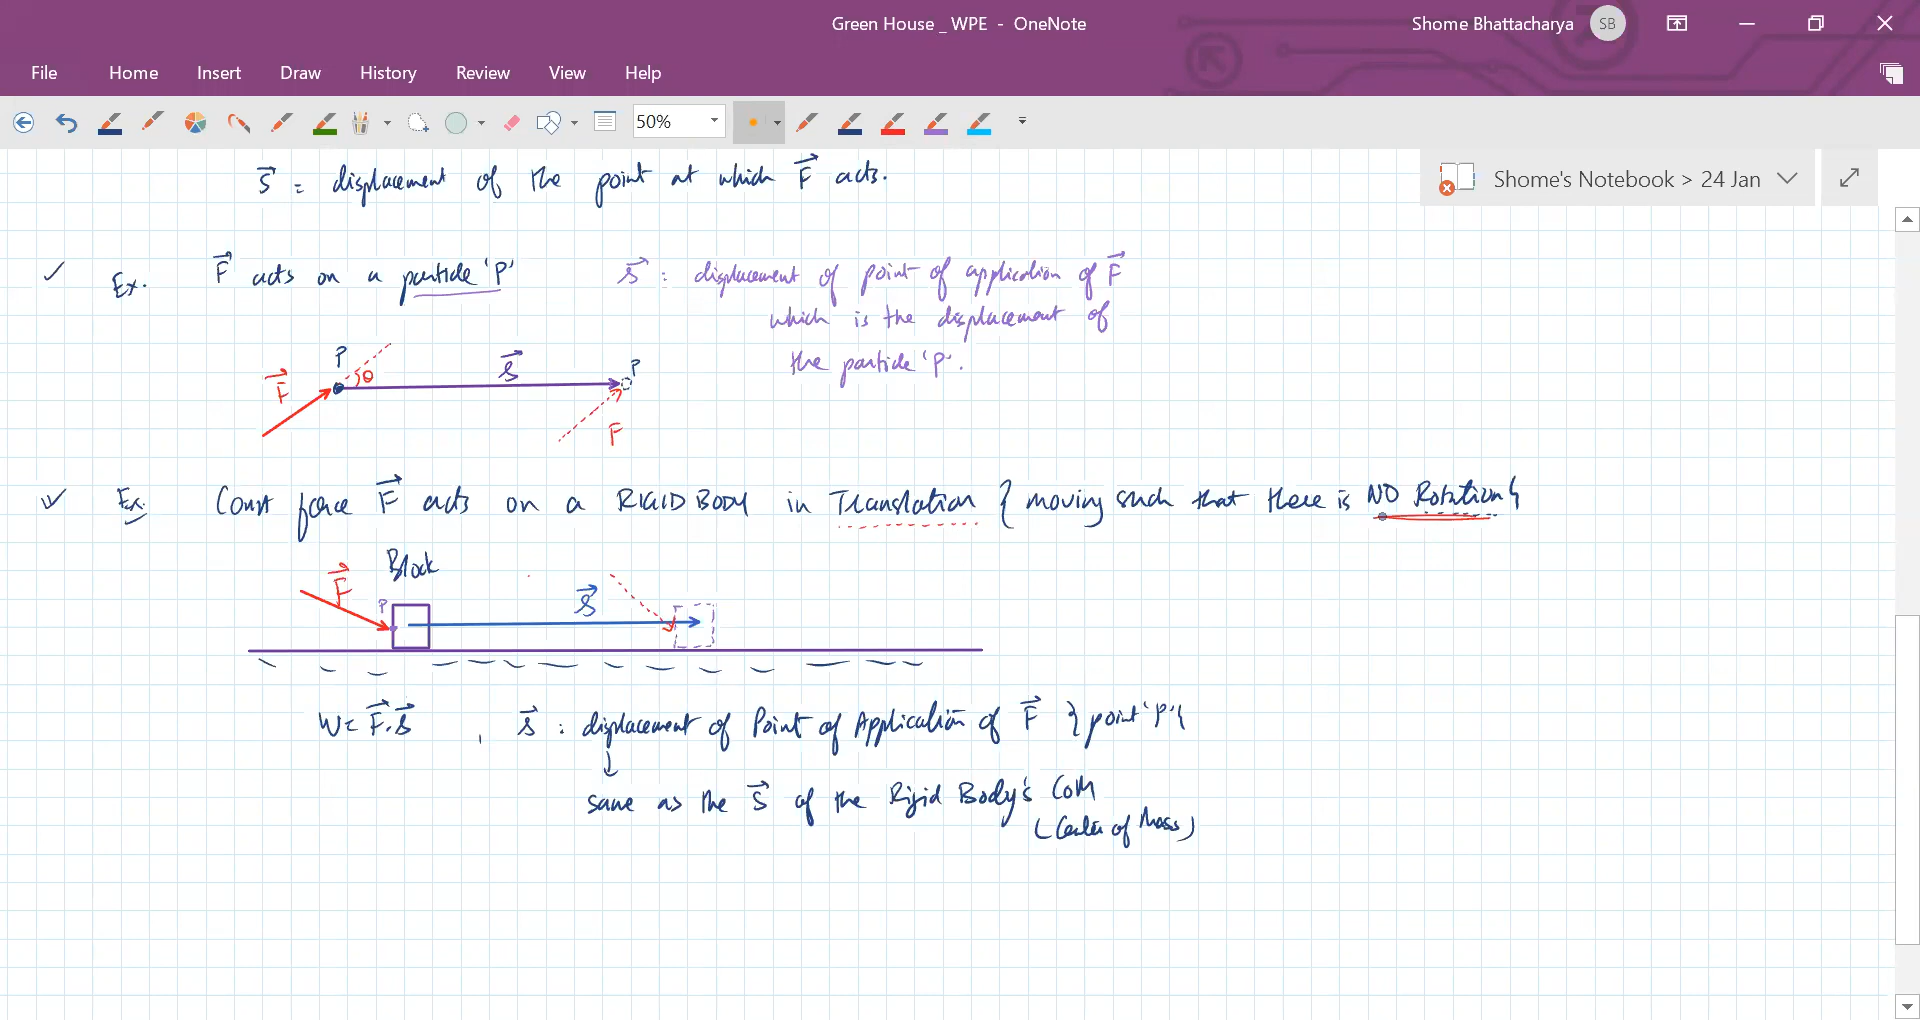 Green House _ WPE - OneNote
Shome Bhattacharya SB
File Home Insert Draw History Review View Help
50%
Shome's Notebook > 24 Jan
S⃗ = displacement of the point at which F⃗ acts.
✓ Ex. F⃗ acts on a particle 'P'
s⃗ : displacement of point of application of F⃗
which is the displacement of
the particle 'P'.
P θ F⃗ s⃗ P F
✓ Ex. Const force F⃗ acts on a RIGID BODY in Translation { moving such that there is NO Rotation }
Block
F⃗ P s⃗
W = F⃗.s⃗ , s⃗ : displacement of Point of Application of F⃗ { point 'P' }
↓
same as the s⃗ of the Rigid Body's CoM
(Center of Mass)